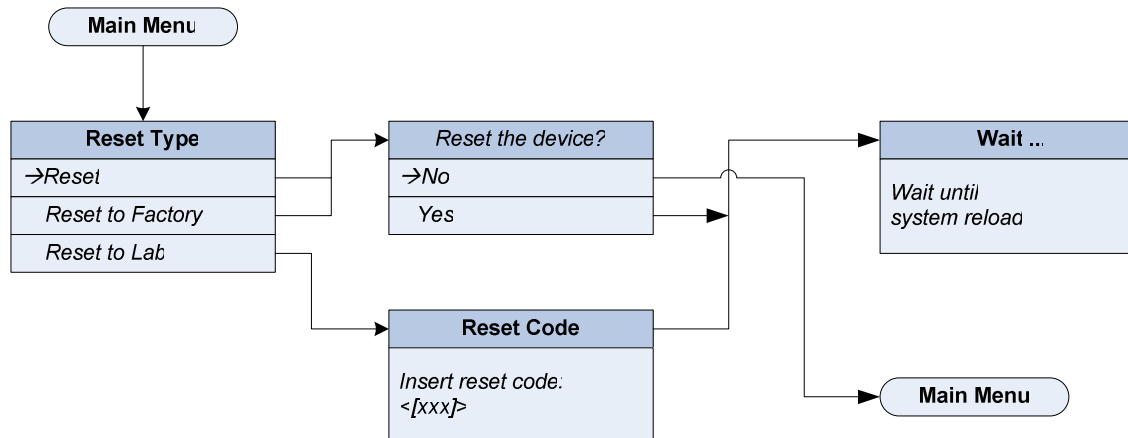 Main Menu
Reset Type
→Reset
Reset to Factory
Reset to Lab
Reset the device?
→No
Yes
Reset Code
Insert reset code:
<[xxx]>
Wait ...
Wait until
system reload
Main Menu